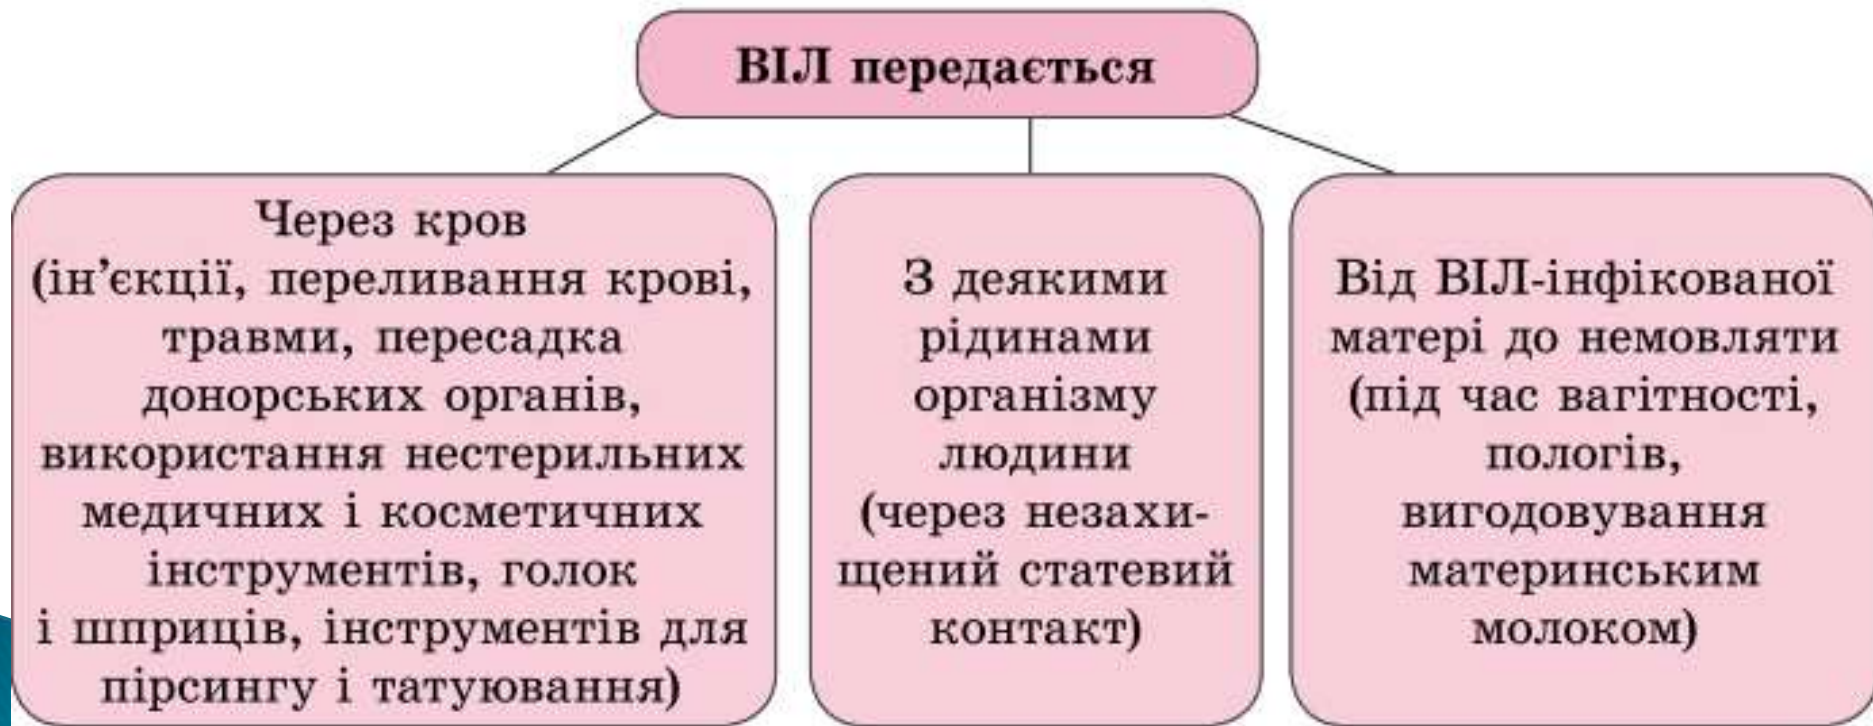 ВІЛ передається
Через кров
(ін’єкції, переливання крові,
травми, пересадка
донорських органів,
використання нестерильних
медичних і косметичних
інструментів, голок
і шприців, інструментів для
пірсингу і татуювання)
З деякими
рідинами
організму
людини
(через незахи-
щений статевий
контакт)
Від ВІЛ-інфікованої
матері до немовляти
(під час вагітності,
пологів,
вигодовування
материнським
молоком)